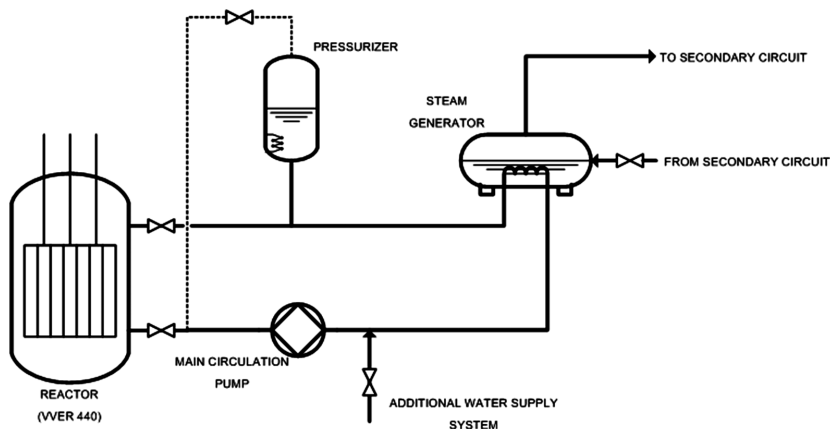 PRESSURIZER
TO SECONDARY CIRCUIT
STEAM
GENERATOR
FROM SECONDARY CIRCUIT
MAIN CIRCULATION
PUMP
REACTOR
(VVER 440)
ADDITIONAL WATER SUPPLY
SYSTEM